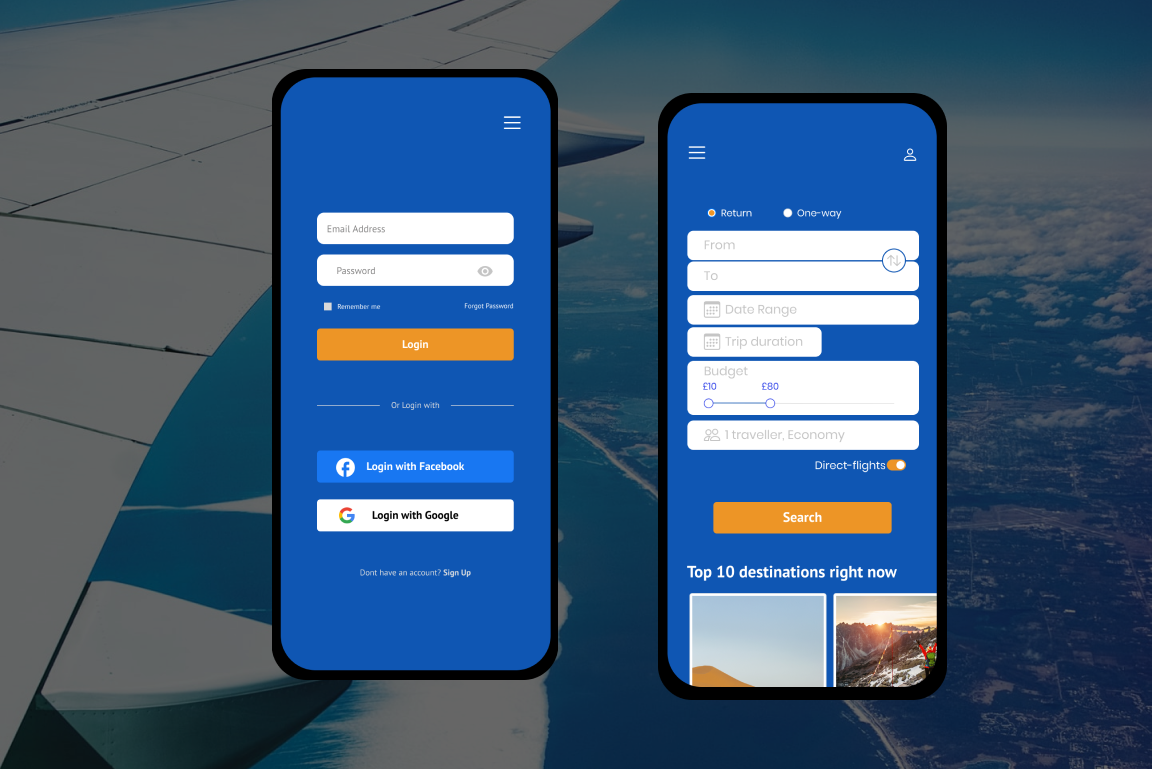 Email Address
Password
Remember me
Forgot Password
Login
Or Login with
Login with Facebook
Login with Google
Dont have an account? Sign Up
Return
One-way
From
To
Date Range
Trip duration
Budget
£10
£80
1 traveller, Economy
Direct-flights
Search
Top 10 destinations right now